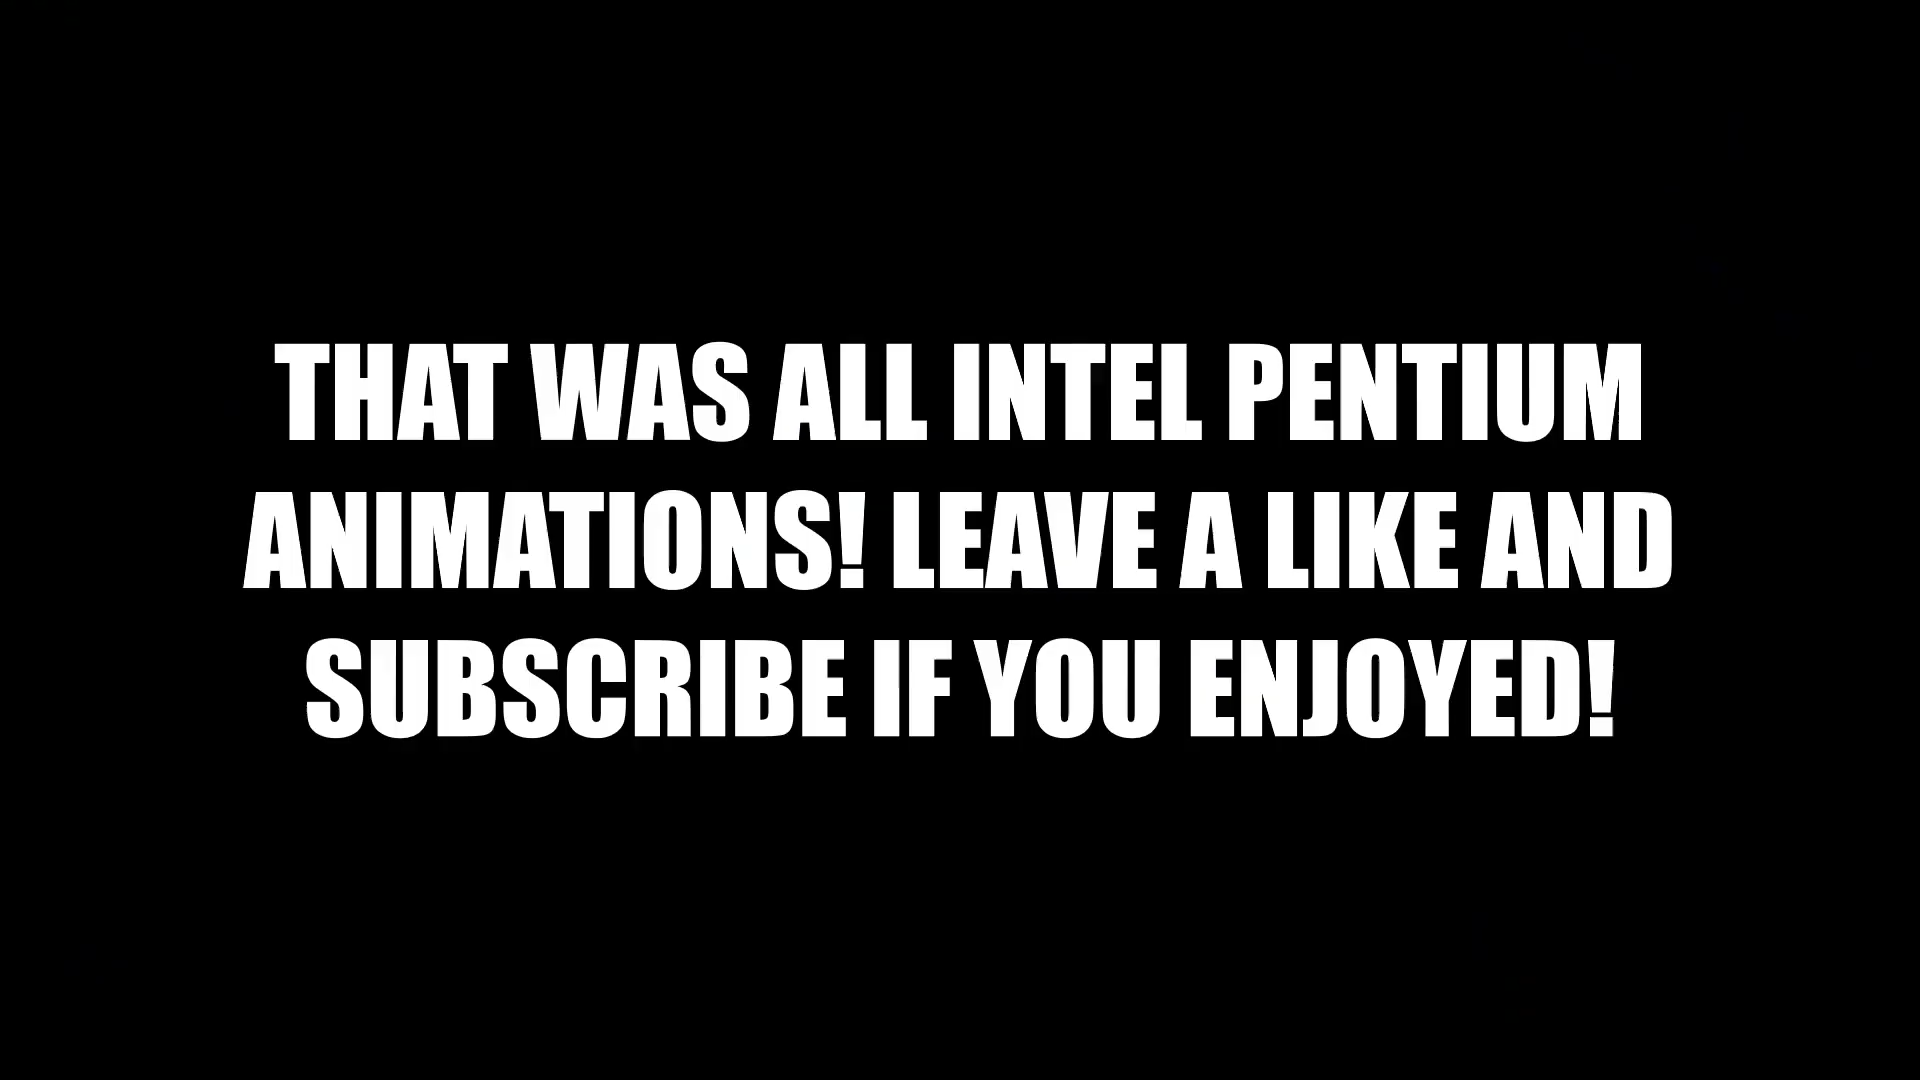 THAT WAS ALL INTEL PENTIUM
ANIMATIONS! LEAVE A LIKE AND
SUBSCRIBE IF YOU ENJOYED!